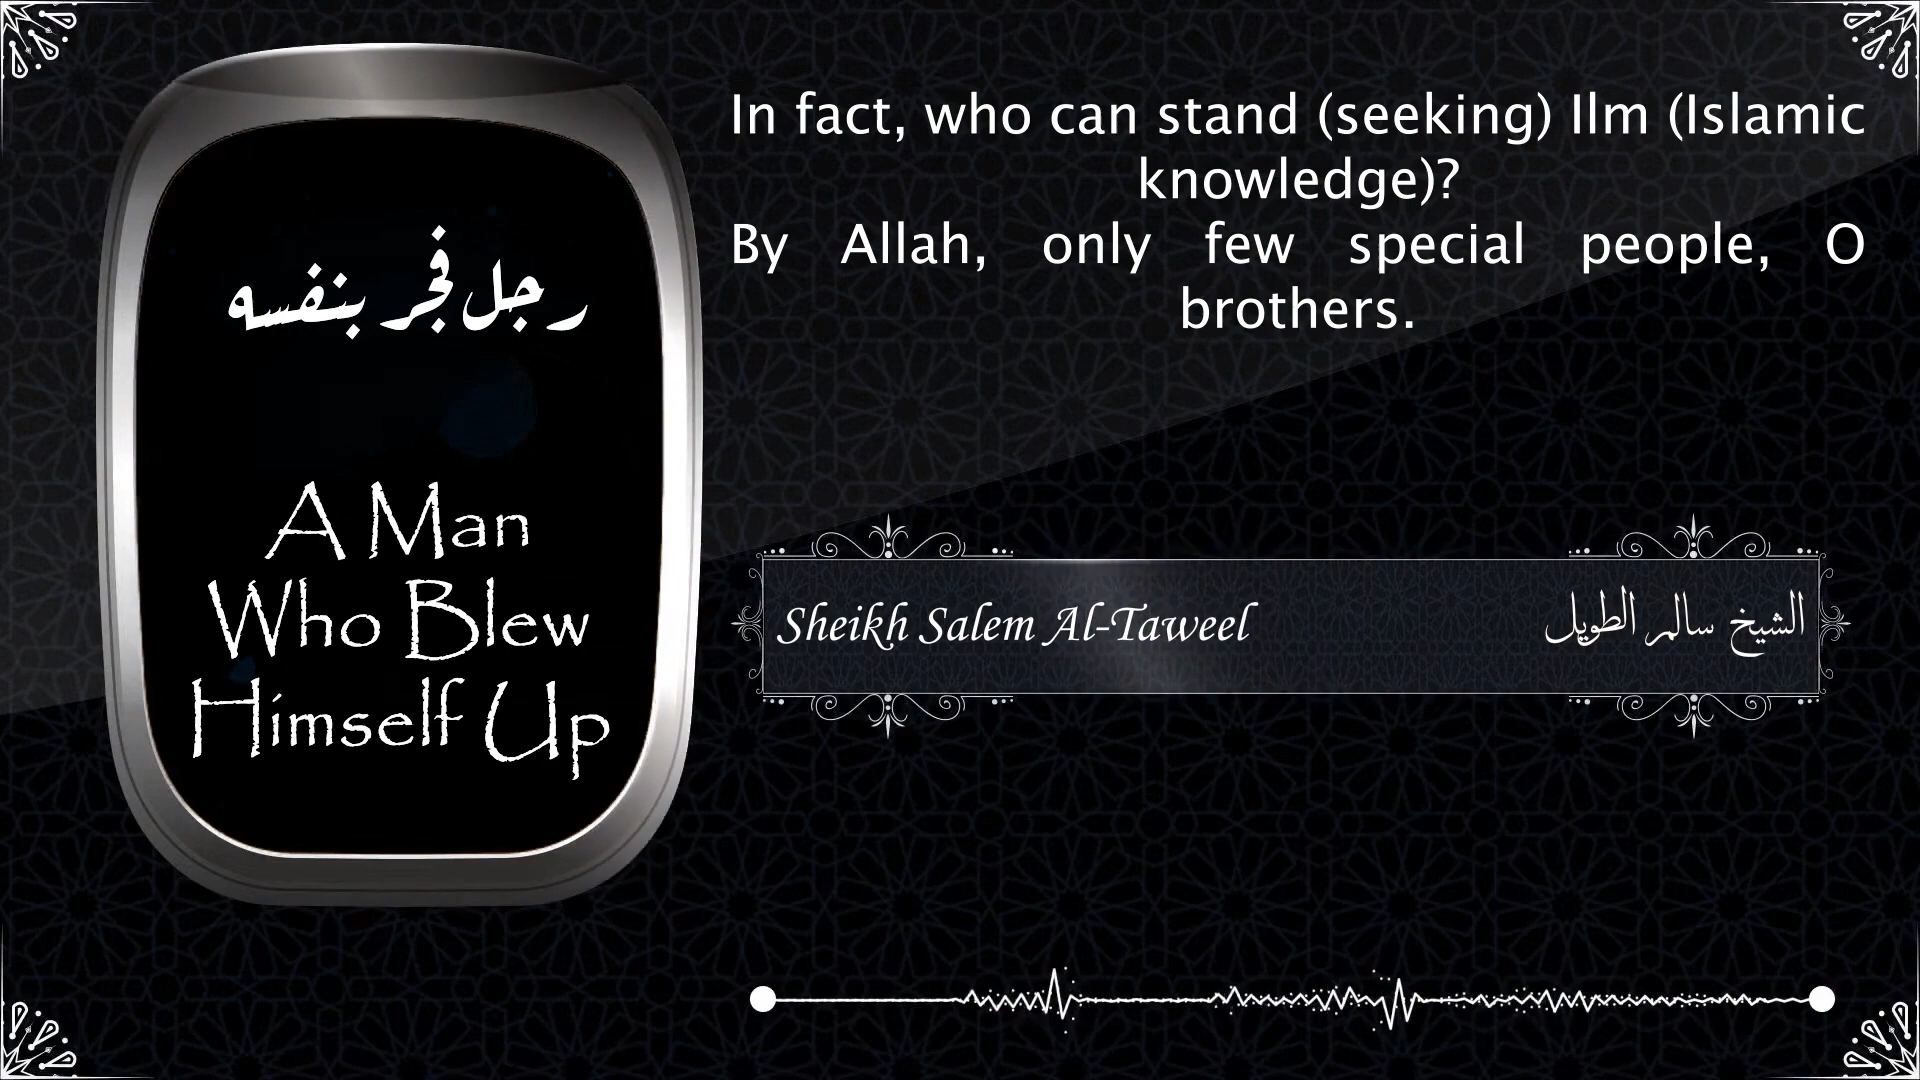 رجل فجر بنفسه
A Man
Who Blew
Himself Up
In fact, who can stand (seeking) Ilm (Islamic
knowledge)?
By Allah, only few special people, O
brothers.
Sheikh Salem Al-Taweel
الشيخ سالم الطويل